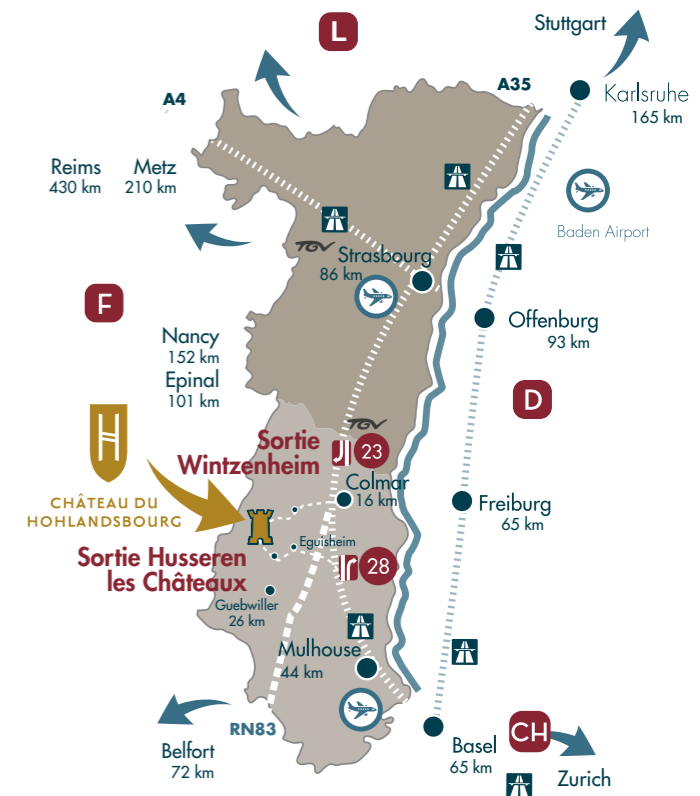 L
Stuttgart
A4
A35
Karlsruhe
165 km
Reims
430 km
Metz
210 km
Baden Airport
TGV
Strasbourg
86 km
F
Offenburg
93 km
Nancy
152 km
Epinal
101 km
D
H
TGV
Sortie
Wintzenheim
23
CHÂTEAU DU
HOHLANDSBOURG
Colmar
16 km
Freiburg
65 km
Eguisheim
Sortie Husseren
les Châteaux
28
Guebwiller
26 km
Mulhouse
44 km
RN83
Belfort
72 km
Basel
65 km
CH
Zurich